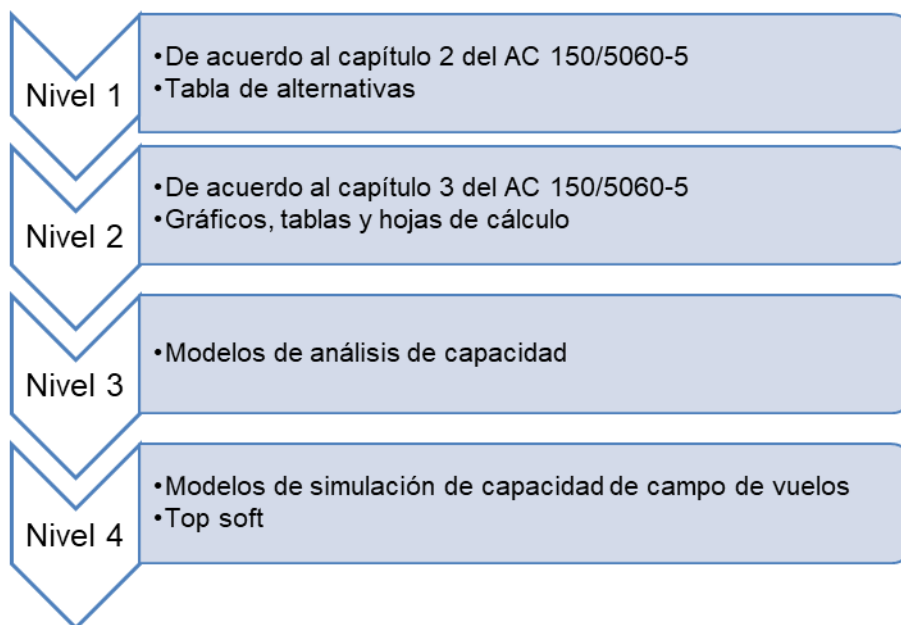 Nivel 1
•De acuerdo al capítulo 2 del AC 150/5060-5
•Tabla de alternativas
Nivel 2
•De acuerdo al capítulo 3 del AC 150/5060-5
•Gráficos, tablas y hojas de cálculo
Nivel 3
•Modelos de análisis de capacidad
Nivel 4
•Modelos de simulación de capacidad de campo de vuelos
•Top soft